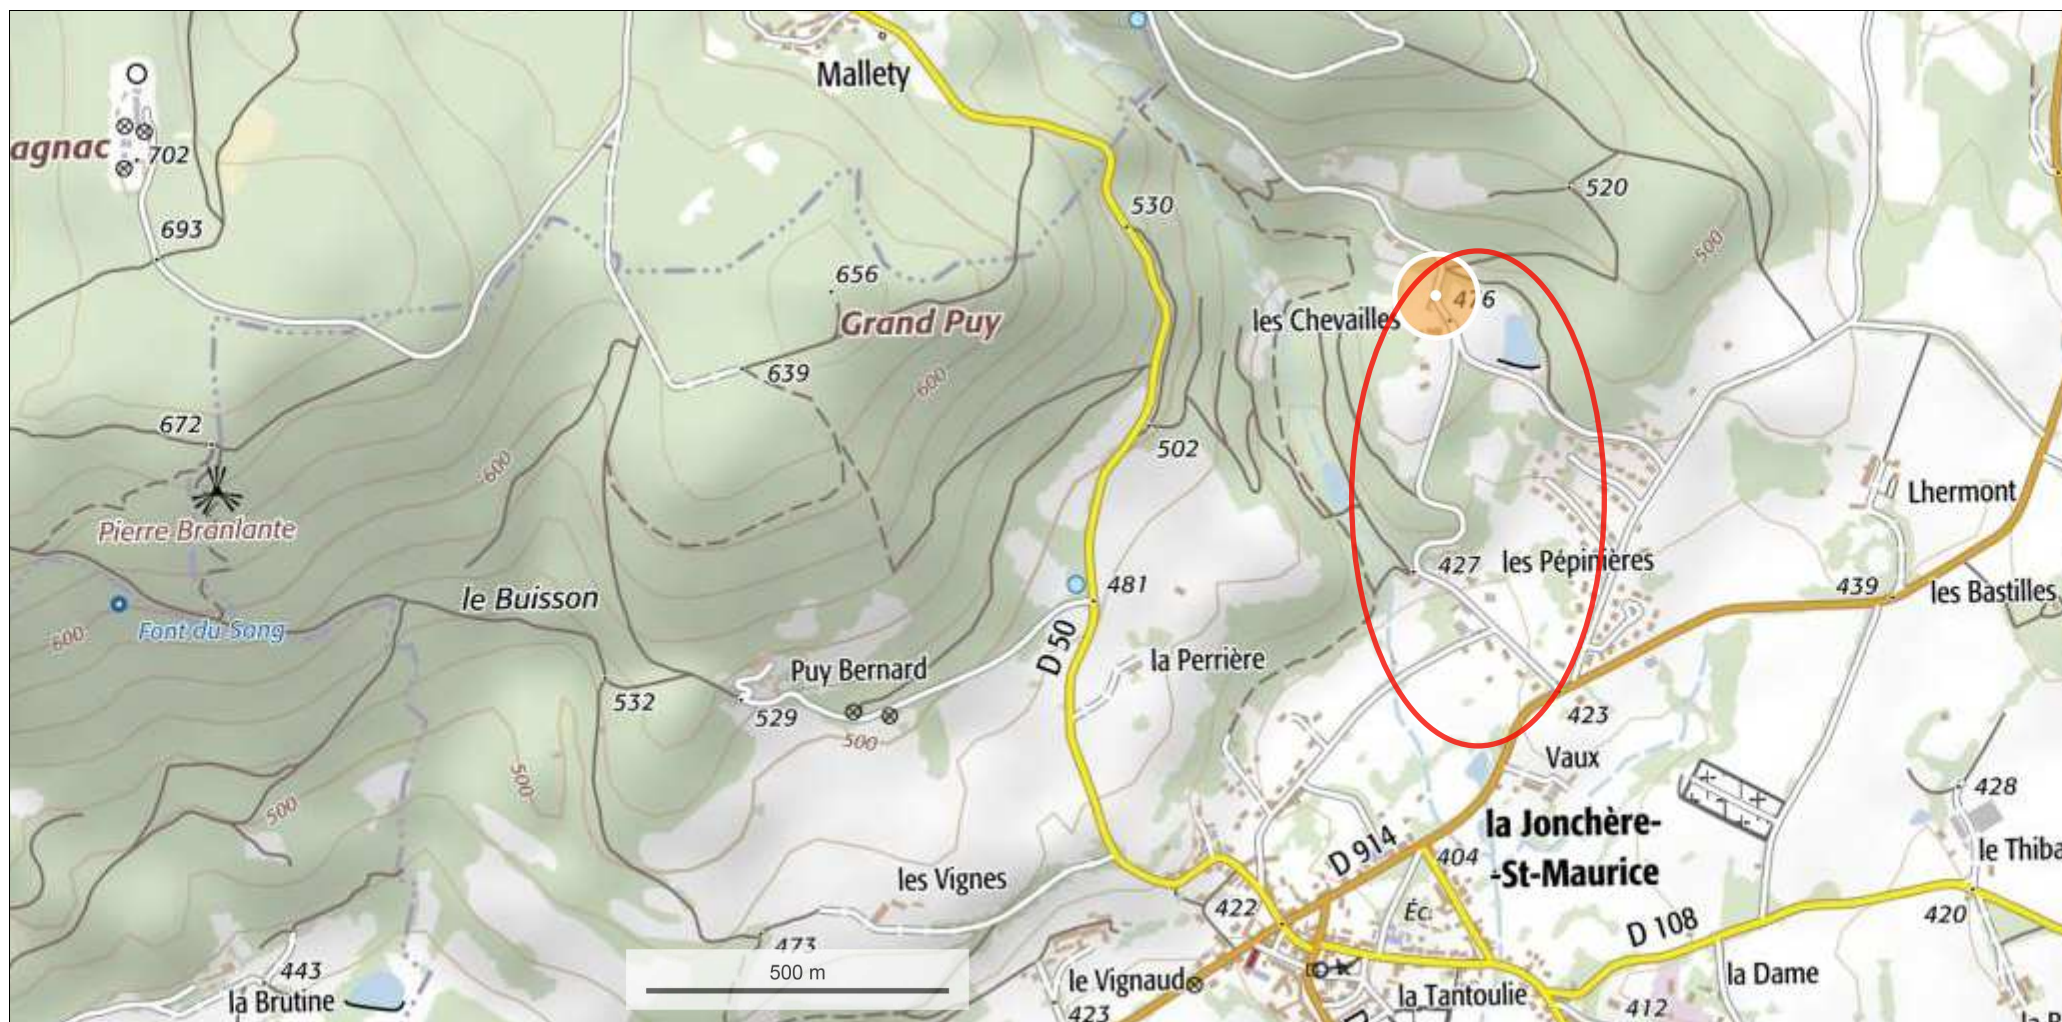 Mallety
agnac
702
520
530
693
500
656
476
Grand Puy
les Chevailles
639
600
672
502
600
Lhermont
Pierre Branlante
427
les Pépinières
481
439
les Bastilles
le Buisson
Font du Sang
600
D 50
la Perrière
Puy Bernard
532
529
423
500
Vaux
500
428
500
la Jonchère-
-St-Maurice
D 914
404
le Thiba
les Vignes
422
Éc.
420
D 108
473
443
500 m
la Dame
le Vignaud
la Brutine
la Tantoulie
412
423